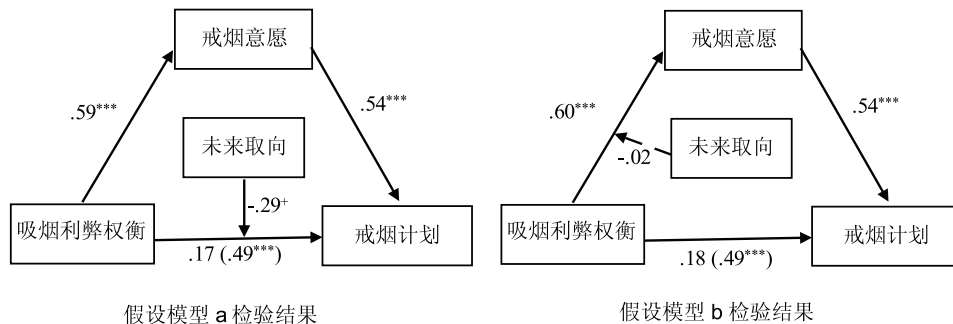 戒烟意愿
.59***
.54***
未来取向
-.29+
吸烟利弊权衡
.17 (.49***)
戒烟计划
假设模型 a 检验结果
戒烟意愿
.60***
.54***
未来取向
-.02
吸烟利弊权衡
.18 (.49***)
戒烟计划
假设模型 b 检验结果